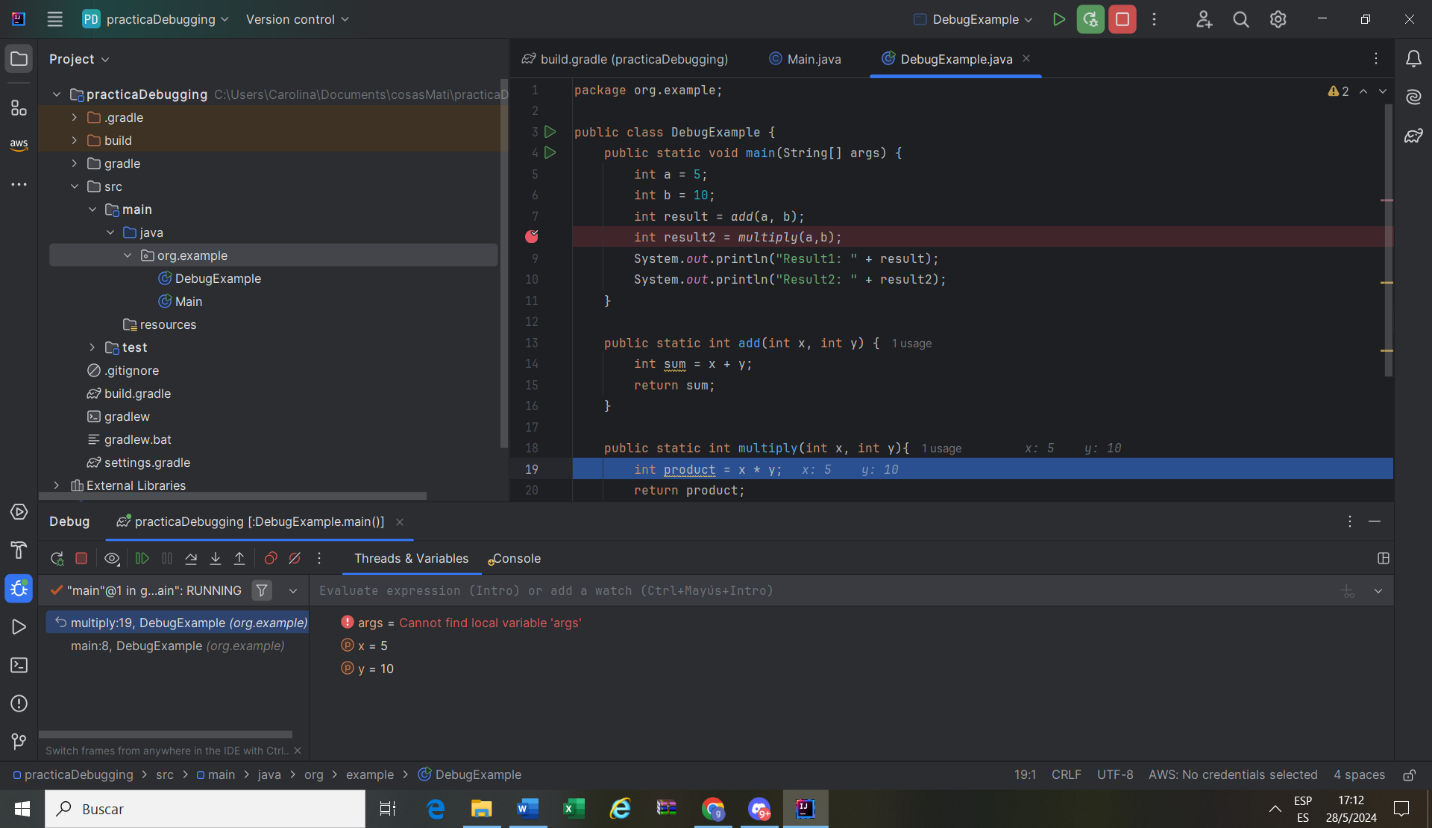 PD practicaDebugging Version control DebugExample
Project
build.gradle (practicaDebugging) Main.java DebugExample.java
practicaDebugging C:\Users\Carolina\Documents\cosasMati\practicaD
.gradle
build
gradle
src
main
java
org.example
DebugExample
Main
resources
test
.gitignore
build.gradle
gradlew
gradlew.bat
settings.gradle
External Libraries
aws
2
1 package org.example;
2
3 public class DebugExample {
4 public static void main(String[] args) {
5 int a = 5;
6 int b = 10;
7 int result = add(a, b);
int result2 = multiply(a,b);
9 System.out.println("Result1: " + result);
10 System.out.println("Result2: " + result2);
11 }
12
13 public static int add(int x, int y) { 1 usage
14 int sum = x + y;
15 return sum;
16 }
17
18 public static int multiply(int x, int y){ 1 usage x: 5 y: 10
19 int product = x * y; x: 5 y: 10
20 return product;
Debug practicaDebugging [:DebugExample.main()]
Threads & Variables Console
"main"@1 in g...ain": RUNNING
Evaluate expression (Intro) or add a watch (Ctrl+Mayús+Intro)
multiply:19, DebugExample (org.example)
main:8, DebugExample (org.example)
args = Cannot find local variable 'args'
x = 5
y = 10
Switch frames from anywhere in the IDE with Ctrl..
practicaDebugging > src > main > java > org > example > DebugExample
19:1 CRLF UTF-8 AWS: No credentials selected 4 spaces
Buscar
ESP
ES
17:12
28/5/2024